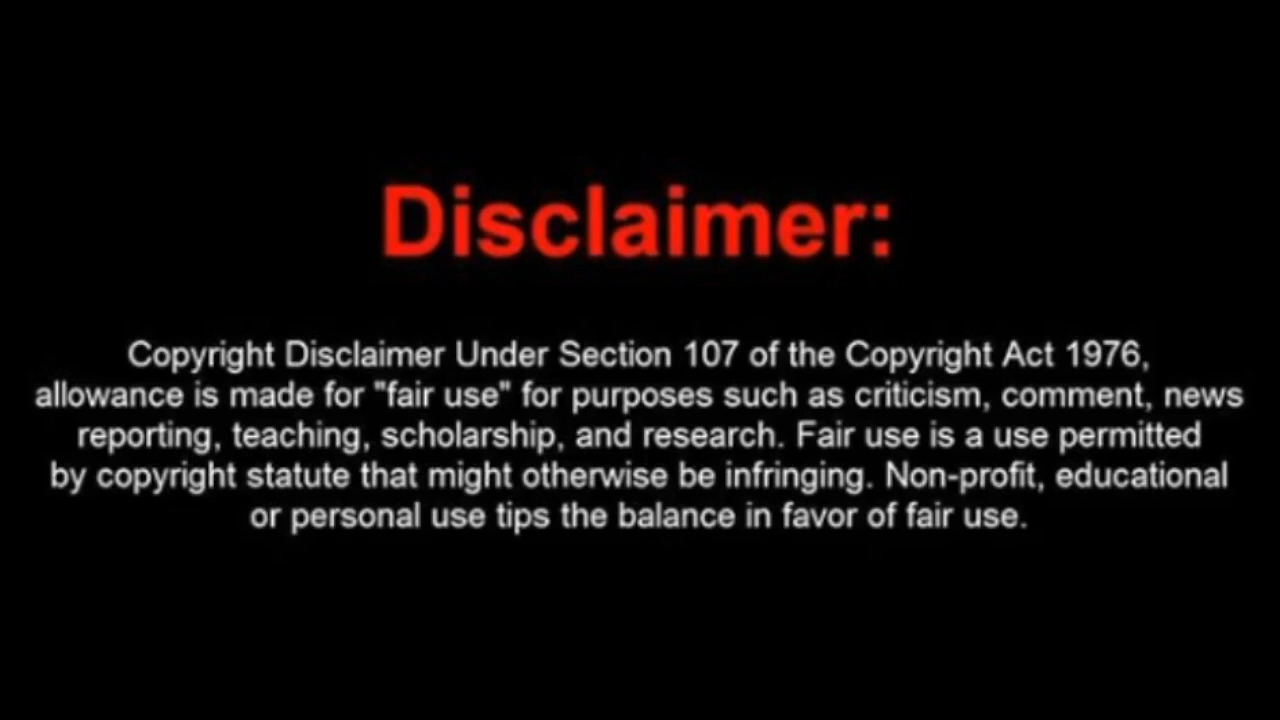 Disclaimer:
Copyright Disclaimer Under Section 107 of the Copyright Act 1976,
allowance is made for "fair use" for purposes such as criticism, comment, news
reporting, teaching, scholarship, and research. Fair use is a use permitted
by copyright statute that might otherwise be infringing. Non-profit, educational
or personal use tips the balance in favor of fair use.